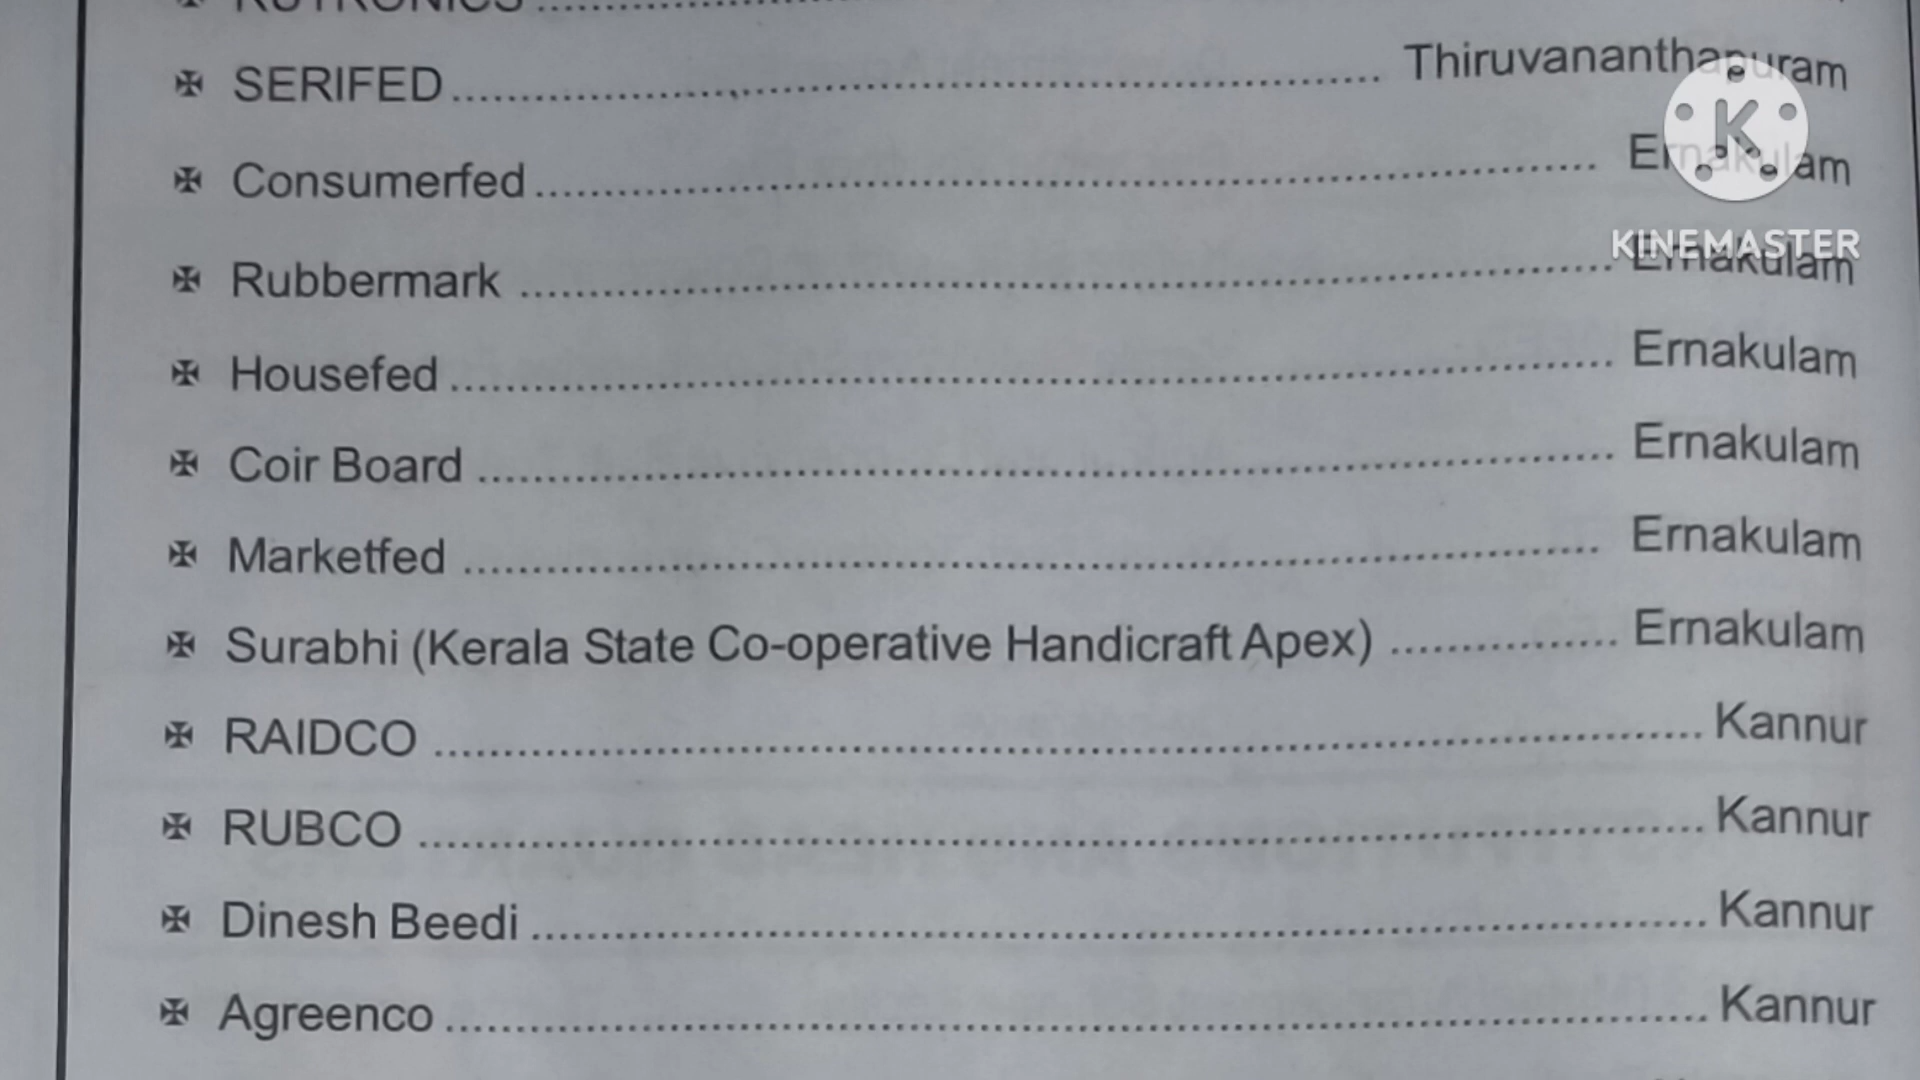 RUTRONICS ................
✠ SERIFED ................ Thiruvananthapuram
✠ Consumerfed ................ Ernakulam
✠ Rubbermark ................ Ernakulam
✠ Housefed ................ Ernakulam
✠ Coir Board ................ Ernakulam
✠ Marketfed ................ Ernakulam
✠ Surabhi (Kerala State Co-operative Handicraft Apex) ................ Ernakulam
✠ RAIDCO ................ Kannur
✠ RUBCO ................ Kannur
✠ Dinesh Beedi ................ Kannur
✠ Agreenco ................ Kannur
K
KINEMASTER